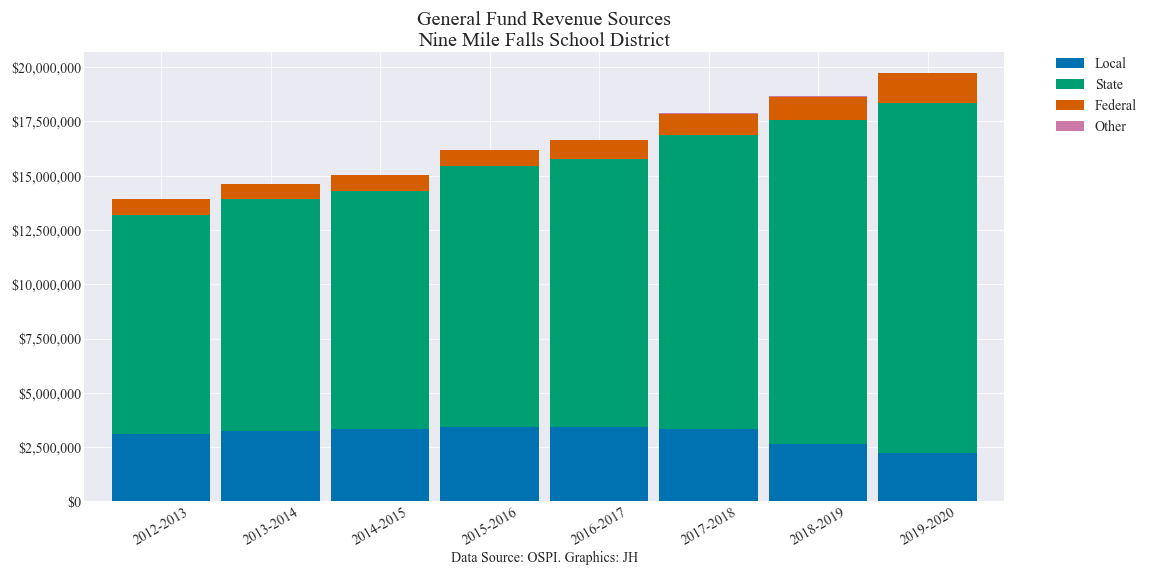 General Fund Revenue Sources
Nine Mile Falls School District
$20,000,000
$17,500,000
$15,000,000
$12,500,000
$10,000,000
$7,500,000
$5,000,000
$2,500,000
$0
Local
State
Federal
Other
2012-2013
2013-2014
2014-2015
2015-2016
2016-2017
2017-2018
2018-2019
2019-2020
Data Source: OSPI. Graphics: JH